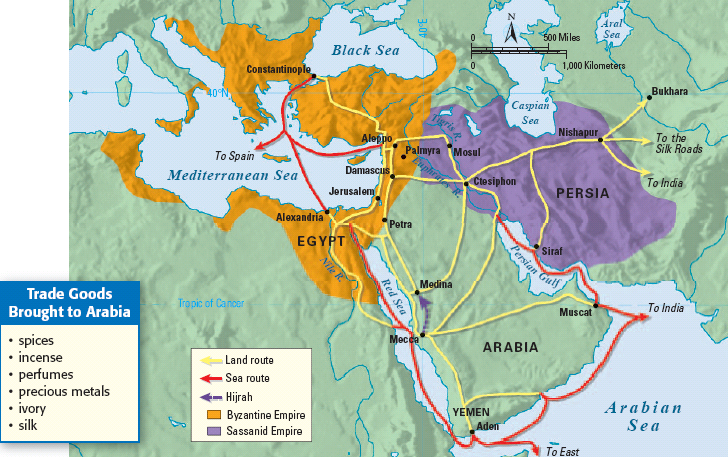 Black Sea
Aral
Sea
N
0
500 Miles
0
1,000 Kilometers
40°E
Constantinople
40°N
Caspian
Sea
Bukhara
Tigris R.
Nishapur
To the
Silk Roads
Aleppo
Palmyra
Mosul
To Spain
Mediterranean Sea
Damascus
Euphrates R.
Ctesiphon
To India
PERSIA
Jerusalem
Alexandria
Petra
EGYPT
Siraf
Nile R.
Persian Gulf
Trade Goods
Brought to Arabia
• spices
• incense
• perfumes
• precious metals
• ivory
• silk
Tropic of Cancer
Red Sea
Medina
Muscat
To India
Mecca
ARABIA
Land route
Sea route
Hijrah
Byzantine Empire
Sassanid Empire
YEMEN
Aden
Arabian
Sea
To East